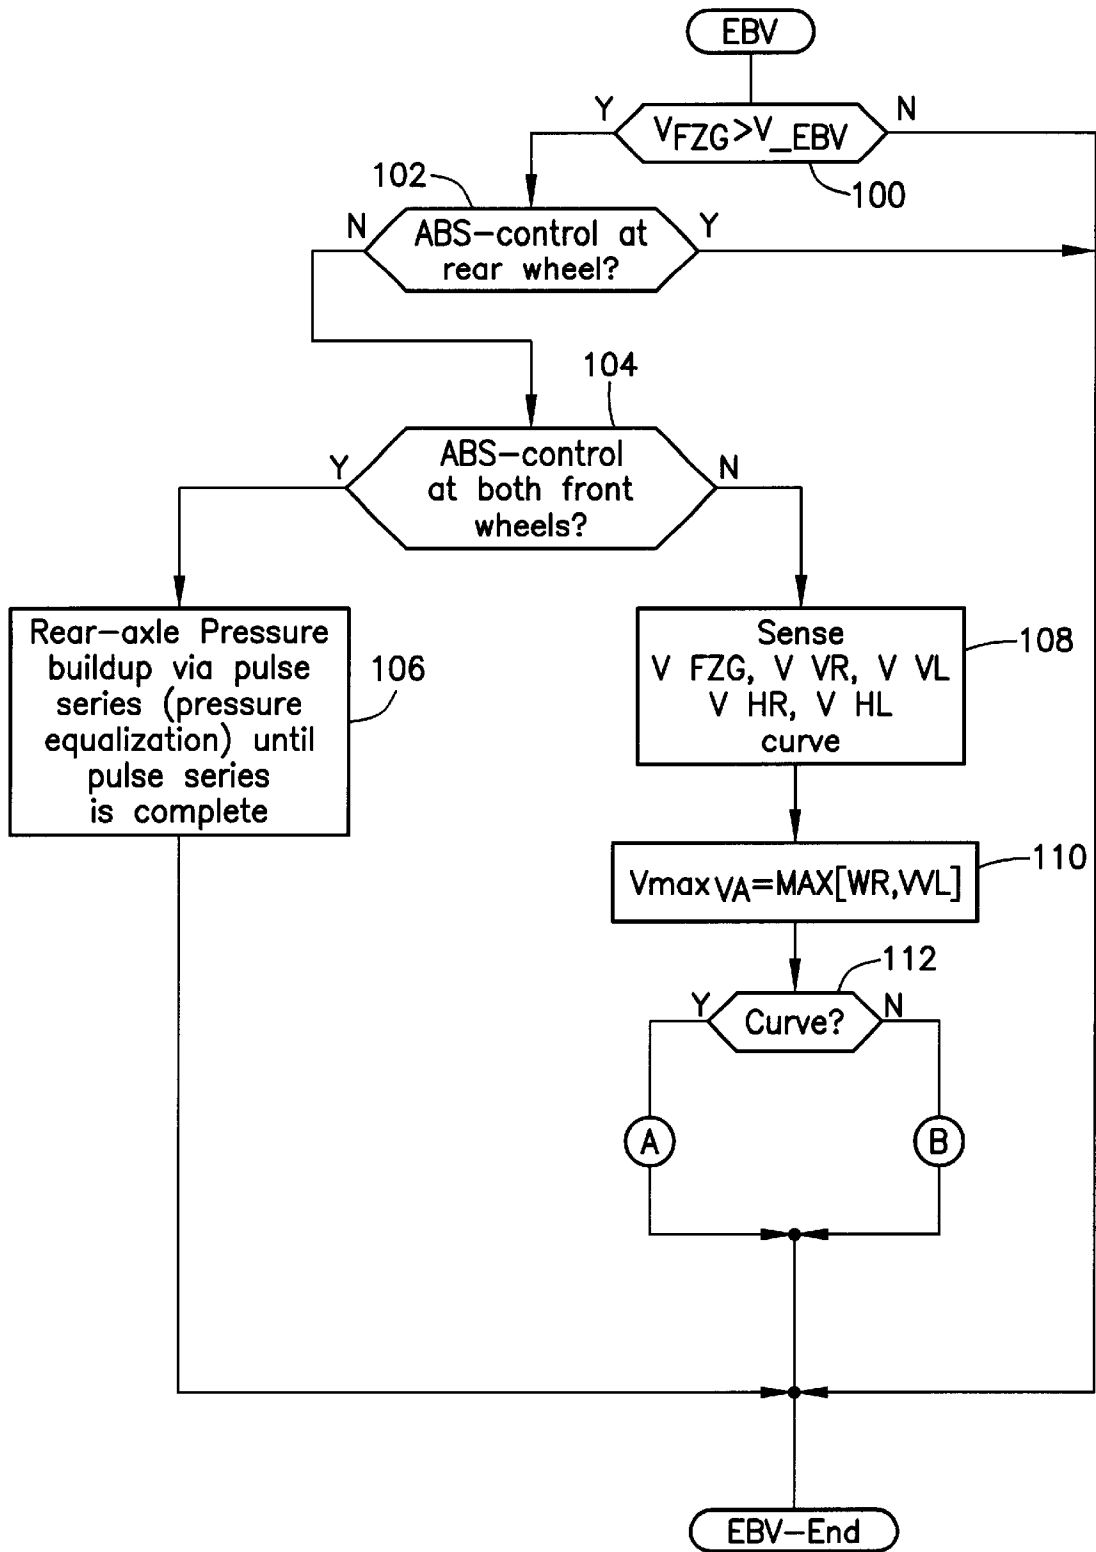 EBV
Y
N
VFZG>V_EBV
100
102
N
Y
ABS-control at
rear wheel?
104
Y
N
ABS-control
at both front
wheels?
Rear-axle Pressure
buildup via pulse
series (pressure
equalization) until
pulse series
is complete
106
Sense
V FZG, V VR, V VL
V HR, V HL
curve
108
VmaxVA=MAX[VVR,VVL]
110
112
Y
N
Curve?
A
B
EBV-End